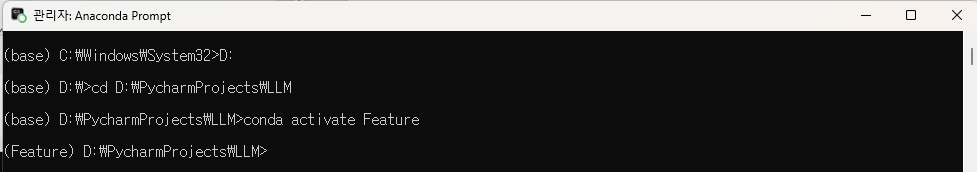 관리자: Anaconda Prompt
(base) C:₩Windows₩System32>D:
(base) D:₩>cd D:₩PycharmProjects₩LLM
(base) D:₩PycharmProjects₩LLM>conda activate Feature
(Feature) D:₩PycharmProjects₩LLM>